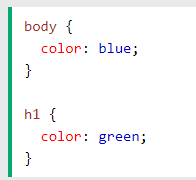 body {
  color: blue;
}

h1 {
  color: green;
}